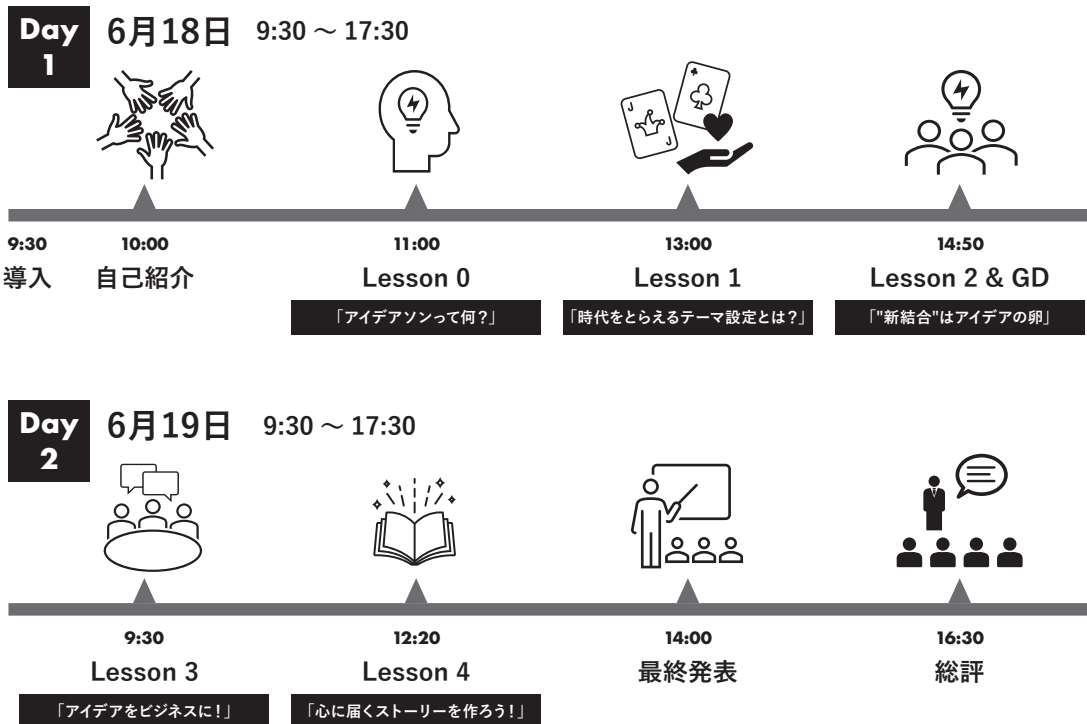 Day 1 6月18日 9:30 ～ 17:30
J J
9:30 10:00 11:00 13:00 14:50
導入 自己紹介 Lesson 0 Lesson 1 Lesson 2 & GD
「アイデアソンって何？」 「時代をとらえるテーマ設定とは？」 「"新結合"はアイデアの卵」
Day 2 6月19日 9:30 ～ 17:30
9:30 12:20 14:00 16:30
Lesson 3 Lesson 4 最終発表 総評
「アイデアをビジネスに！」 「心に届くストーリーを作ろう！」